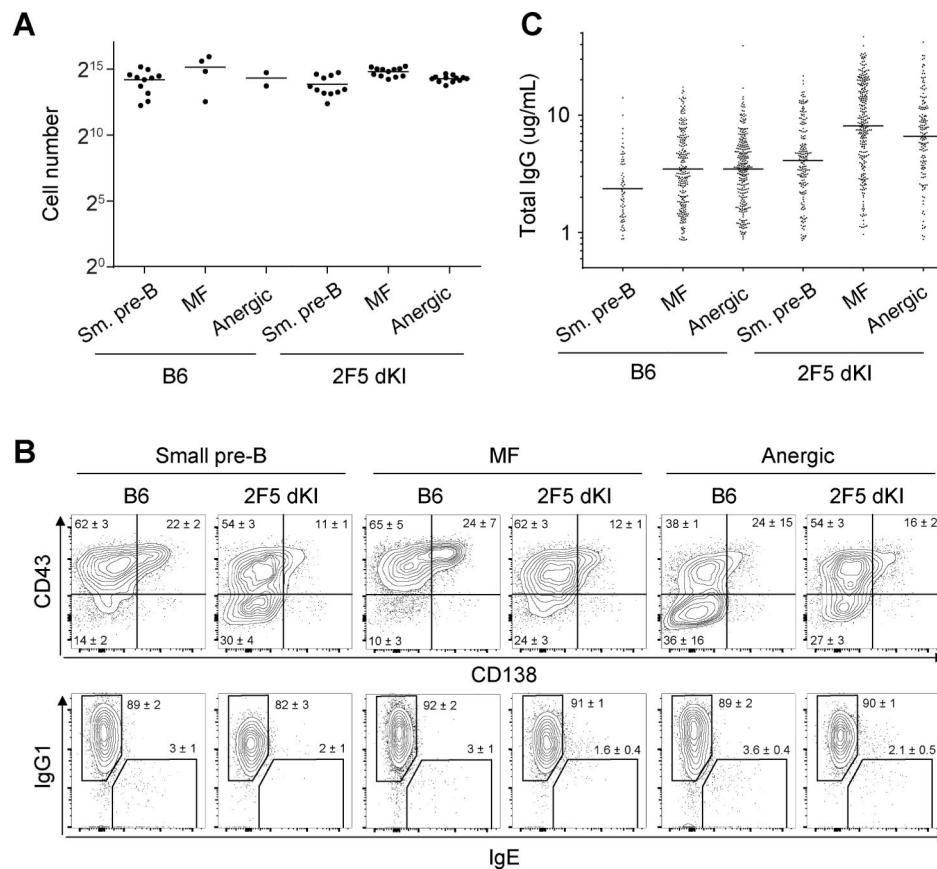 A
Cell number
2^15
2^10
2^5
2^0
Sm. pre-B
MF
Anergic
Sm. pre-B
MF
Anergic
B6
2F5 dKI
C
Total IgG (ug/mL)
10
1
Sm. pre-B
MF
Anergic
Sm. pre-B
MF
Anergic
B6
2F5 dKI
B
Small pre-B MF Anergic
B6 2F5 dKI B6 2F5 dKI B6 2F5 dKI
CD43
62 ± 3 22 ± 2 54 ± 3 11 ± 1 65 ± 5 24 ± 7 62 ± 3 12 ± 1 38 ± 1 24 ± 15 54 ± 3 16 ± 2
14 ± 2 30 ± 4 10 ± 3 24 ± 3 36 ± 16 27 ± 3
CD138
IgG1
89 ± 2 82 ± 3 92 ± 2 91 ± 1 89 ± 2 90 ± 1
3 ± 1 2 ± 1 3 ± 1 1.6 ± 0.4 3.6 ± 0.4 2.1 ± 0.5
IgE